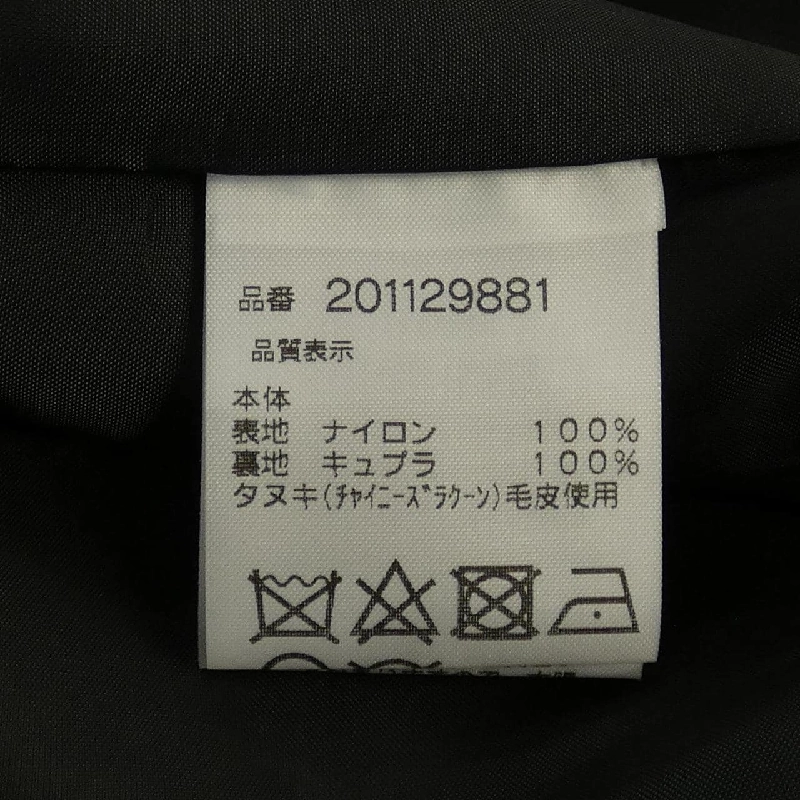 品番 201129881
品質表示
本体
表地 ナイロン 100%
裏地 キュプラ 100%
タヌキ(ﾁｬｲﾆｰｽﾞﾗｸｰﾝ)毛皮使用